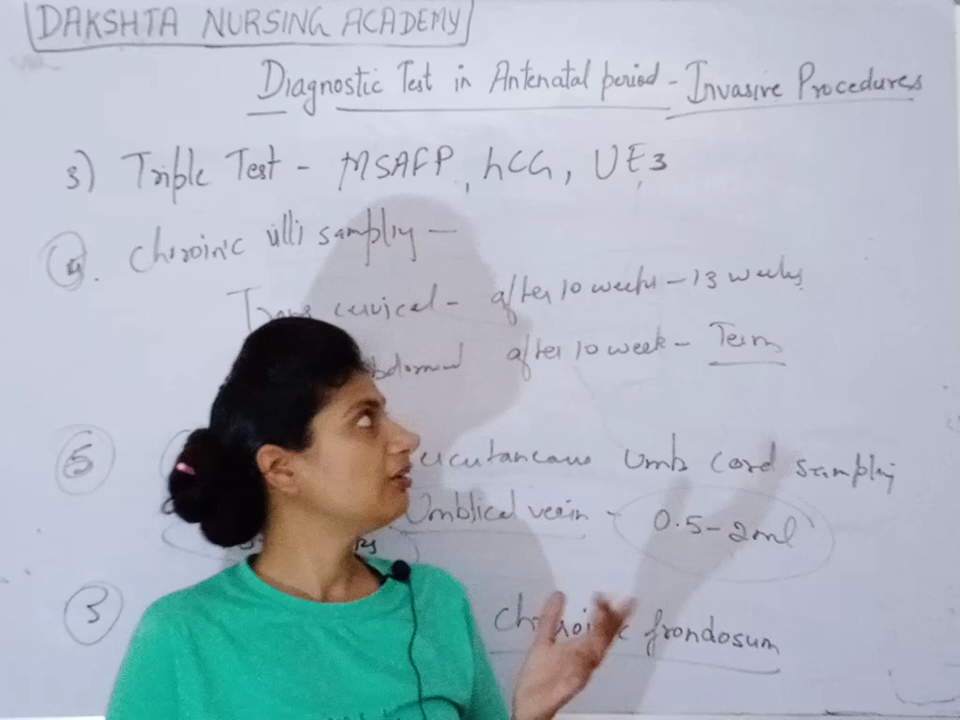 DAKSHTA NURSING ACADEMY
Diagnostic Test in Antenatal period - Invasive Procedures
3) Triple Test - MSAFP, hCG, UE3
4. Chroinic villi sampling -
Trans cervical - after 10 weeks - 13 weeks
after 10 week - Term
5 Umb cord sampling
Umblical vein - 0.5-2ml
3 frondosum